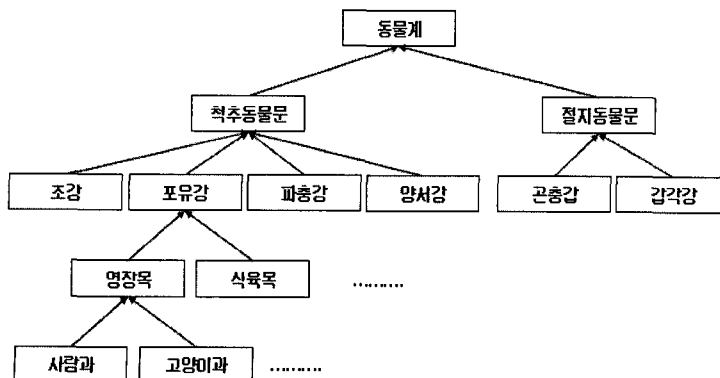 동물계
척추동물문 절지동물문
조강 포유강 파충강 양서강 곤충갑 갑각강
영장목 식육목 ..........
사람과 고양이과 ..........